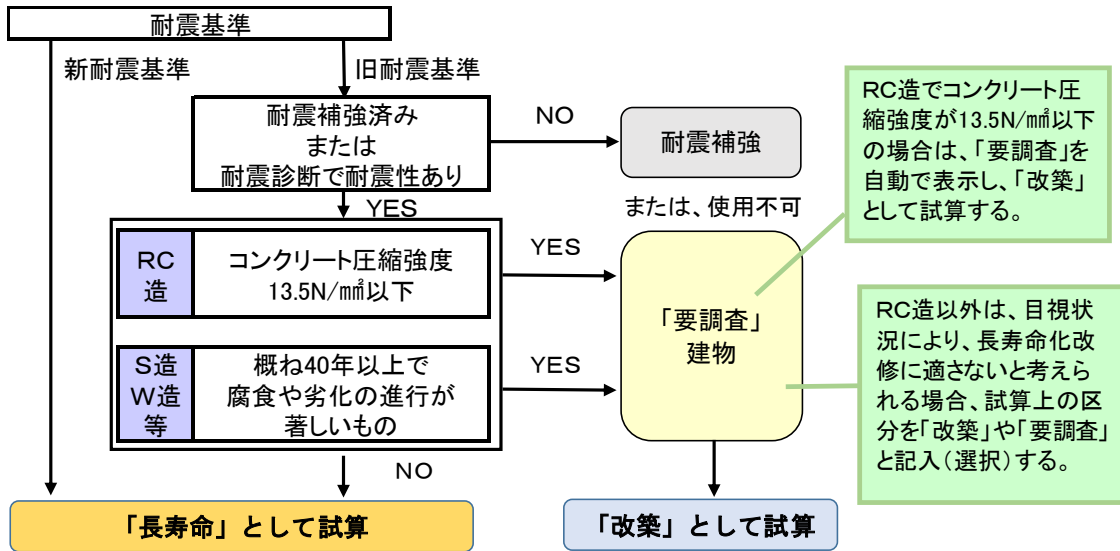 耐震基準
新耐震基準
旧耐震基準
耐震補強済み
または
耐震診断で耐震性あり
NO
耐震補強
YES
または、使用不可
RC
造
コンクリート圧縮強度
13.5N/㎟以下
YES
S造
W造
等
概ね40年以上で
腐食や劣化の進行が
著しいもの
YES
「要調査」
建物
NO
「長寿命」として試算
「改築」として試算
RC造でコンクリート圧
縮強度が13.5N/㎟以下
の場合は、「要調査」を
自動で表示し、「改築」
として試算する。
RC造以外は、目視状
況により、長寿命化改
修に適さないと考えら
れる場合、試算上の区
分を「改築」や「要調査」
と記入(選択)する。